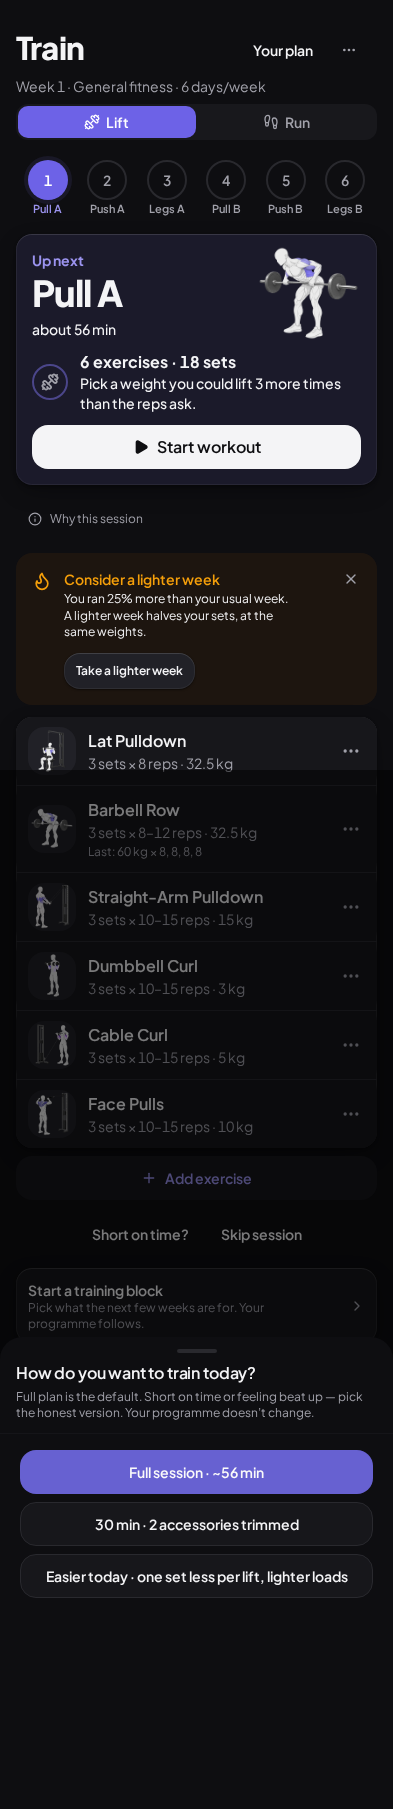 Train
Your plan
Week 1 · General fitness · 6 days/week
Lift
Run
1
2
3
4
5
6
Pull A
Push A
Legs A
Pull B
Push B
Legs B
Up next
Pull A
about 56 min
6 exercises · 18 sets
Pick a weight you could lift 3 more times
than the reps ask.
Start workout
Why this session
Consider a lighter week
You ran 25% more than your usual week.
A lighter week halves your sets, at the
same weights.
Take a lighter week
Lat Pulldown
3 sets × 8 reps · 32.5 kg
Barbell Row
3 sets × 8–12 reps · 32.5 kg
Last: 60 kg × 8, 8, 8, 8
Straight-Arm Pulldown
3 sets × 10–15 reps · 15 kg
Dumbbell Curl
3 sets × 10–15 reps · 3 kg
Cable Curl
3 sets × 10–15 reps · 5 kg
Face Pulls
3 sets × 10–15 reps · 10 kg
Add exercise
Short on time?
Skip session
Start a training block
Pick what the next few weeks are for. Your
programme follows.
How do you want to train today?
Full plan is the default. Short on time or feeling beat up — pick
the honest version. Your programme doesn't change.
Full session · ~56 min
30 min · 2 accessories trimmed
Easier today · one set less per lift, lighter loads